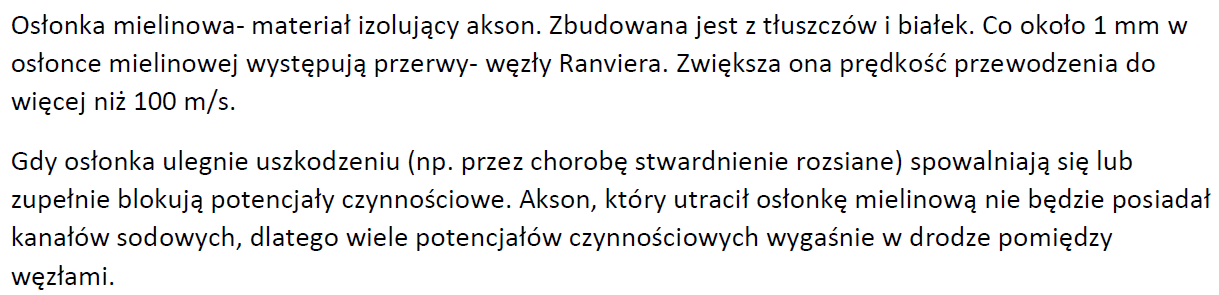 Osłonka mielinowa- materiał izolujący akson. Zbudowana jest z tłuszczów i białek. Co około 1 mm w
osłonce mielinowej występują przerwy- węzły Ranviera. Zwiększa ona prędkość przewodzenia do
więcej niż 100 m/s.
Gdy osłonka ulegnie uszkodzeniu (np. przez chorobę stwardnienie rozsiane) spowalniają się lub
zupełnie blokują potencjały czynnościowe. Akson, który utracił osłonkę mielinową nie będzie posiadał
kanałów sodowych, dlatego wiele potencjałów czynnościowych wygaśnie w drodze pomiędzy
węzłami.